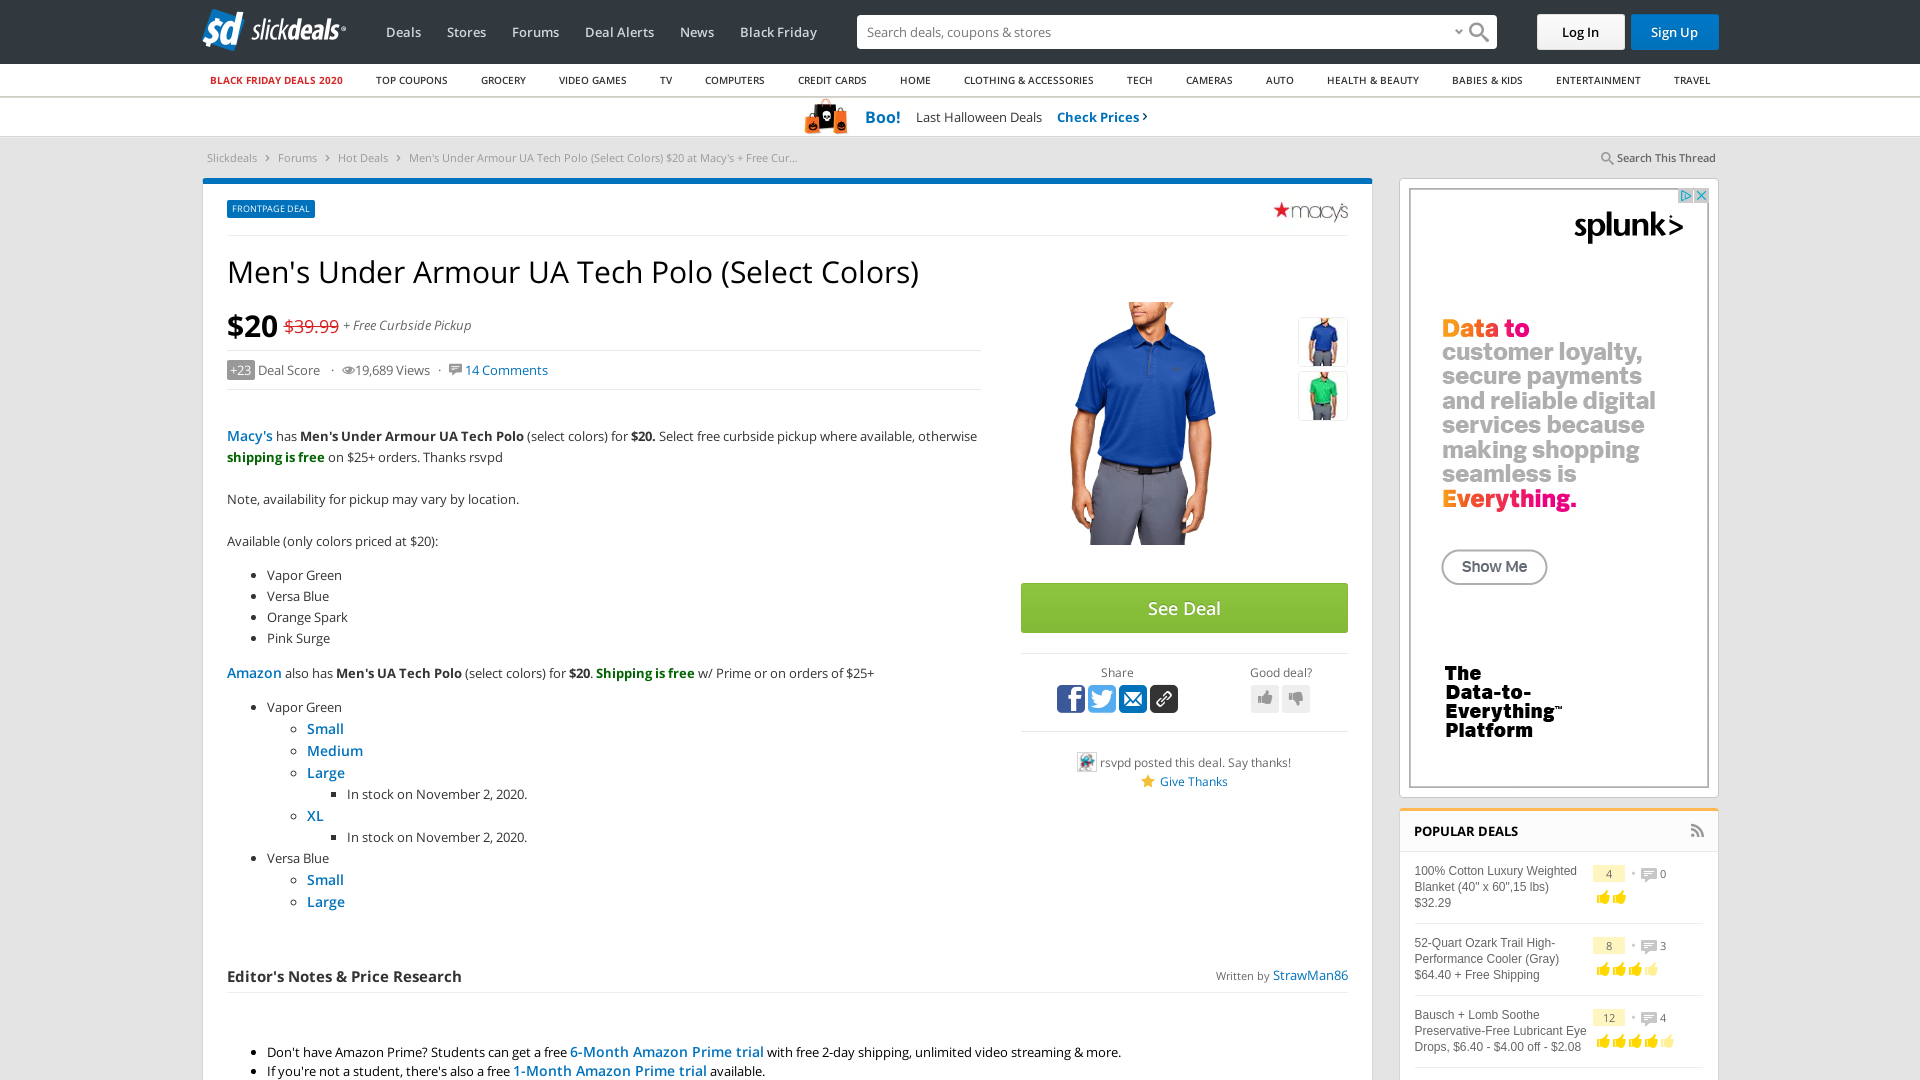 $d slickdeals
Deals Stores Forums Deal Alerts News Black Friday
Search deals, coupons & stores
Log In Sign Up
BLACK FRIDAY DEALS 2020 TOP COUPONS GROCERY VIDEO GAMES TV COMPUTERS CREDIT CARDS HOME CLOTHING & ACCESSORIES TECH CAMERAS AUTO HEALTH & BEAUTY BABIES & KIDS ENTERTAINMENT TRAVEL
Boo! Last Halloween Deals Check Prices ›
Slickdeals › Forums › Hot Deals › Men's Under Armour UA Tech Polo (Select Colors) $20 at Macy's + Free Cur...
Search This Thread
FRONTPAGE DEAL
★macy's
Men's Under Armour UA Tech Polo (Select Colors)
$20 $39.99 + Free Curbside Pickup
+23 Deal Score · 19,689 Views · 14 Comments
Macy's has Men's Under Armour UA Tech Polo (select colors) for $20. Select free curbside pickup where available, otherwise
shipping is free on $25+ orders. Thanks rsvpd
Note, availability for pickup may vary by location.
Available (only colors priced at $20):
Vapor Green
Versa Blue
Orange Spark
Pink Surge
Amazon also has Men's UA Tech Polo (select colors) for $20. Shipping is free w/ Prime or on orders of $25+
Vapor Green
Small
Medium
Large
In stock on November 2, 2020.
XL
In stock on November 2, 2020.
Versa Blue
Small
Large
See Deal
Share
Good deal?
rsvpd posted this deal. Say thanks!
Give Thanks
Editor's Notes & Price Research
Written by StrawMan86
Don't have Amazon Prime? Students can get a free 6-Month Amazon Prime trial with free 2-day shipping, unlimited video streaming & more.
If you're not a student, there's also a free 1-Month Amazon Prime trial available.
splunk>
Data to
customer loyalty,
secure payments
and reliable digital
services because
making shopping
seamless is
Everything.
Show Me
The
Data-to-
Everything™
Platform
POPULAR DEALS
100% Cotton Luxury Weighted
Blanket (40" x 60",15 lbs)
$32.29
4 • 0
52-Quart Ozark Trail High-
Performance Cooler (Gray)
$64.40 + Free Shipping
8 • 3
Bausch + Lomb Soothe
Preservative-Free Lubricant Eye
Drops, $6.40 - $4.00 off - $2.08
12 • 4